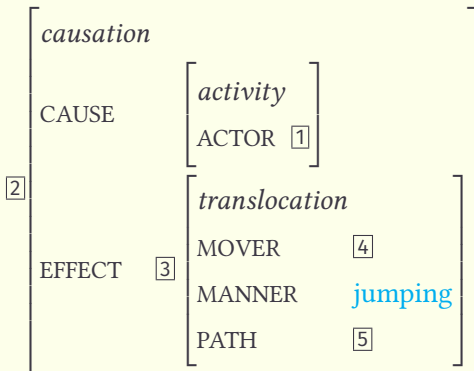 causation
CAUSE
activity
ACTOR 1
2
translocation
MOVER 4
EFFECT 3
MANNER jumping
PATH 5